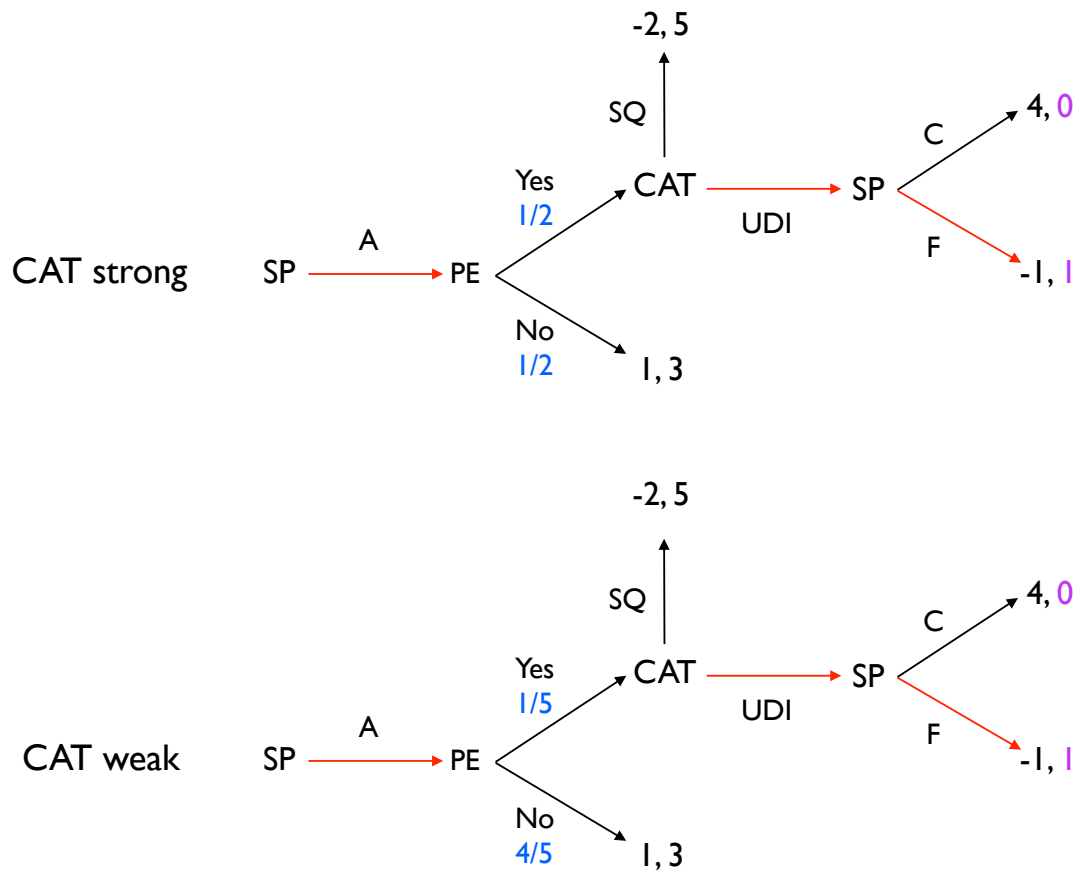 -2, 5
SQ
C
4, 0
Yes
1/2
CAT
SP
UDI
A
F
CAT strong
SP
PE
-1, 1
No
1/2
1, 3
-2, 5
SQ
C
4, 0
Yes
1/5
CAT
SP
UDI
A
F
CAT weak
SP
PE
-1, 1
No
4/5
1, 3